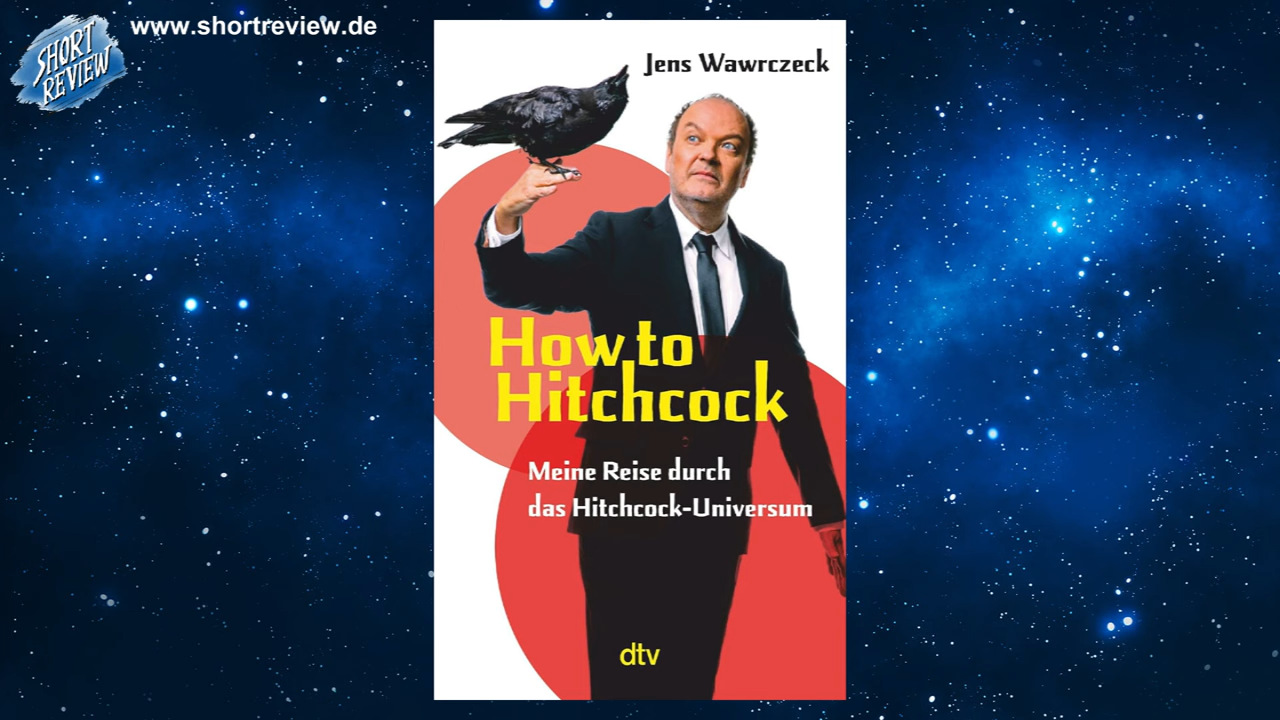 SHORT
REVIEW
www.shortreview.de
Jens Wawrczeck
How to
Hitchcock
Meine Reise durch
das Hitchcock-Universum
dtv